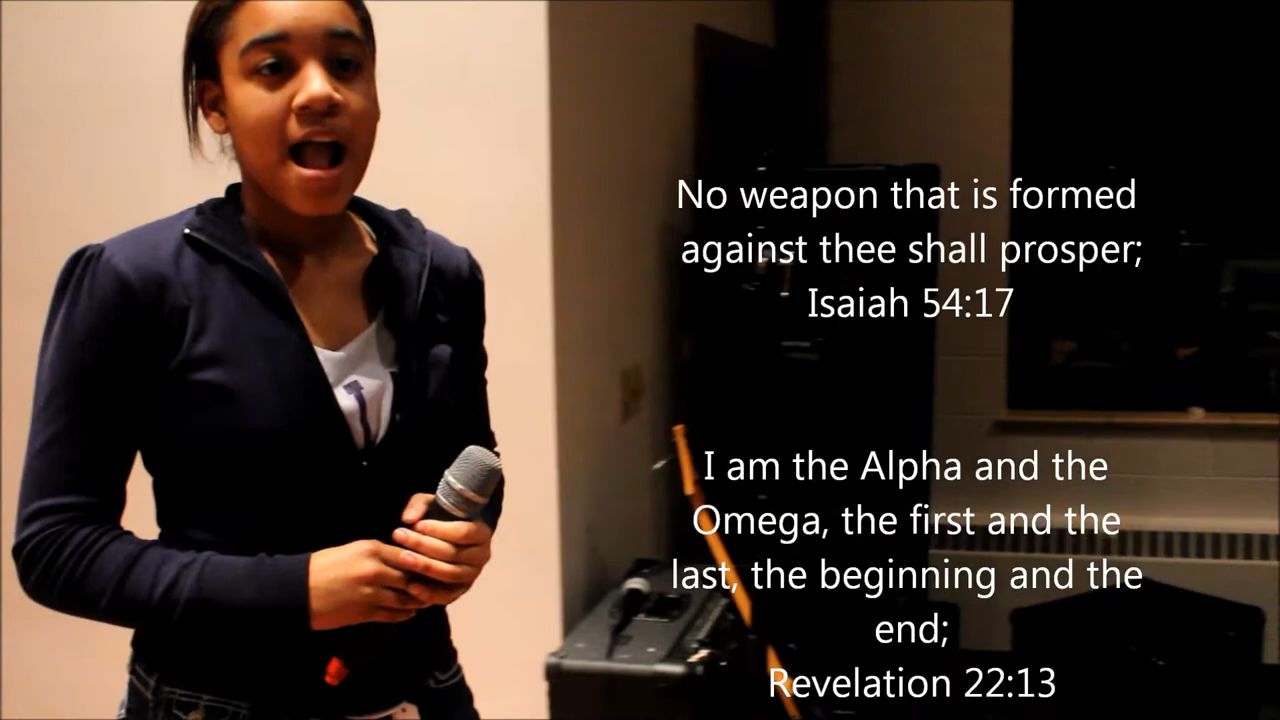 No weapon that is formed
against thee shall prosper;
Isaiah 54:17
I am the Alpha and the
Omega, the first and the
last, the beginning and the
end;
Revelation 22:13